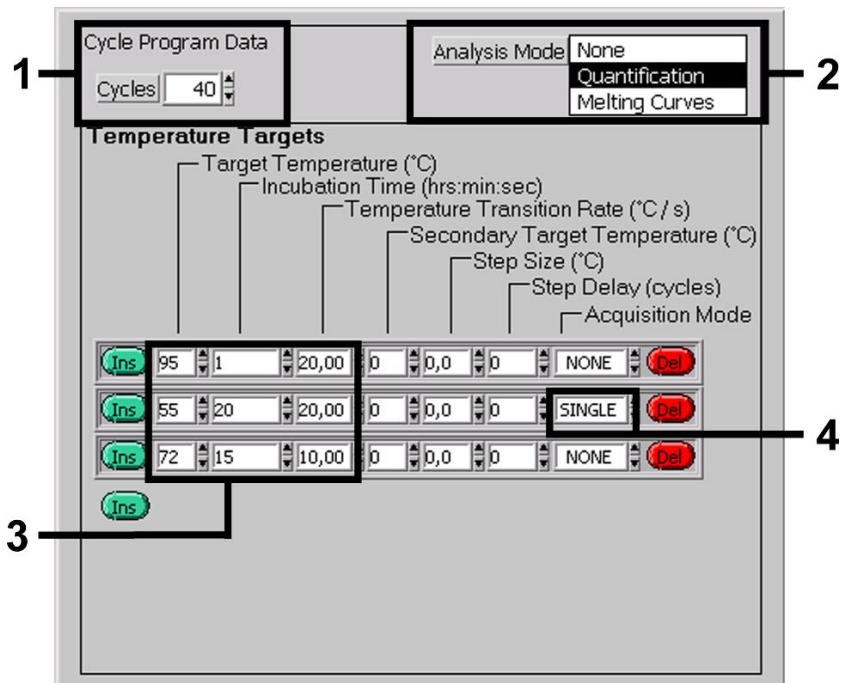 Cycle Program Data
Cycles 40
Analysis Mode None
Quantification
Melting Curves
1
2
Temperature Targets
Target Temperature (°C)
Incubation Time (hrs:min:sec)
Temperature Transition Rate (°C / s)
Secondary Target Temperature (°C)
Step Size (°C)
Step Delay (cycles)
Acquisition Mode
Ins 95 1 20,00 0 0,0 0 NONE Del
Ins 55 20 20,00 0 0,0 0 SINGLE Del
4
Ins 72 15 10,00 0 0,0 0 NONE Del
Ins
3